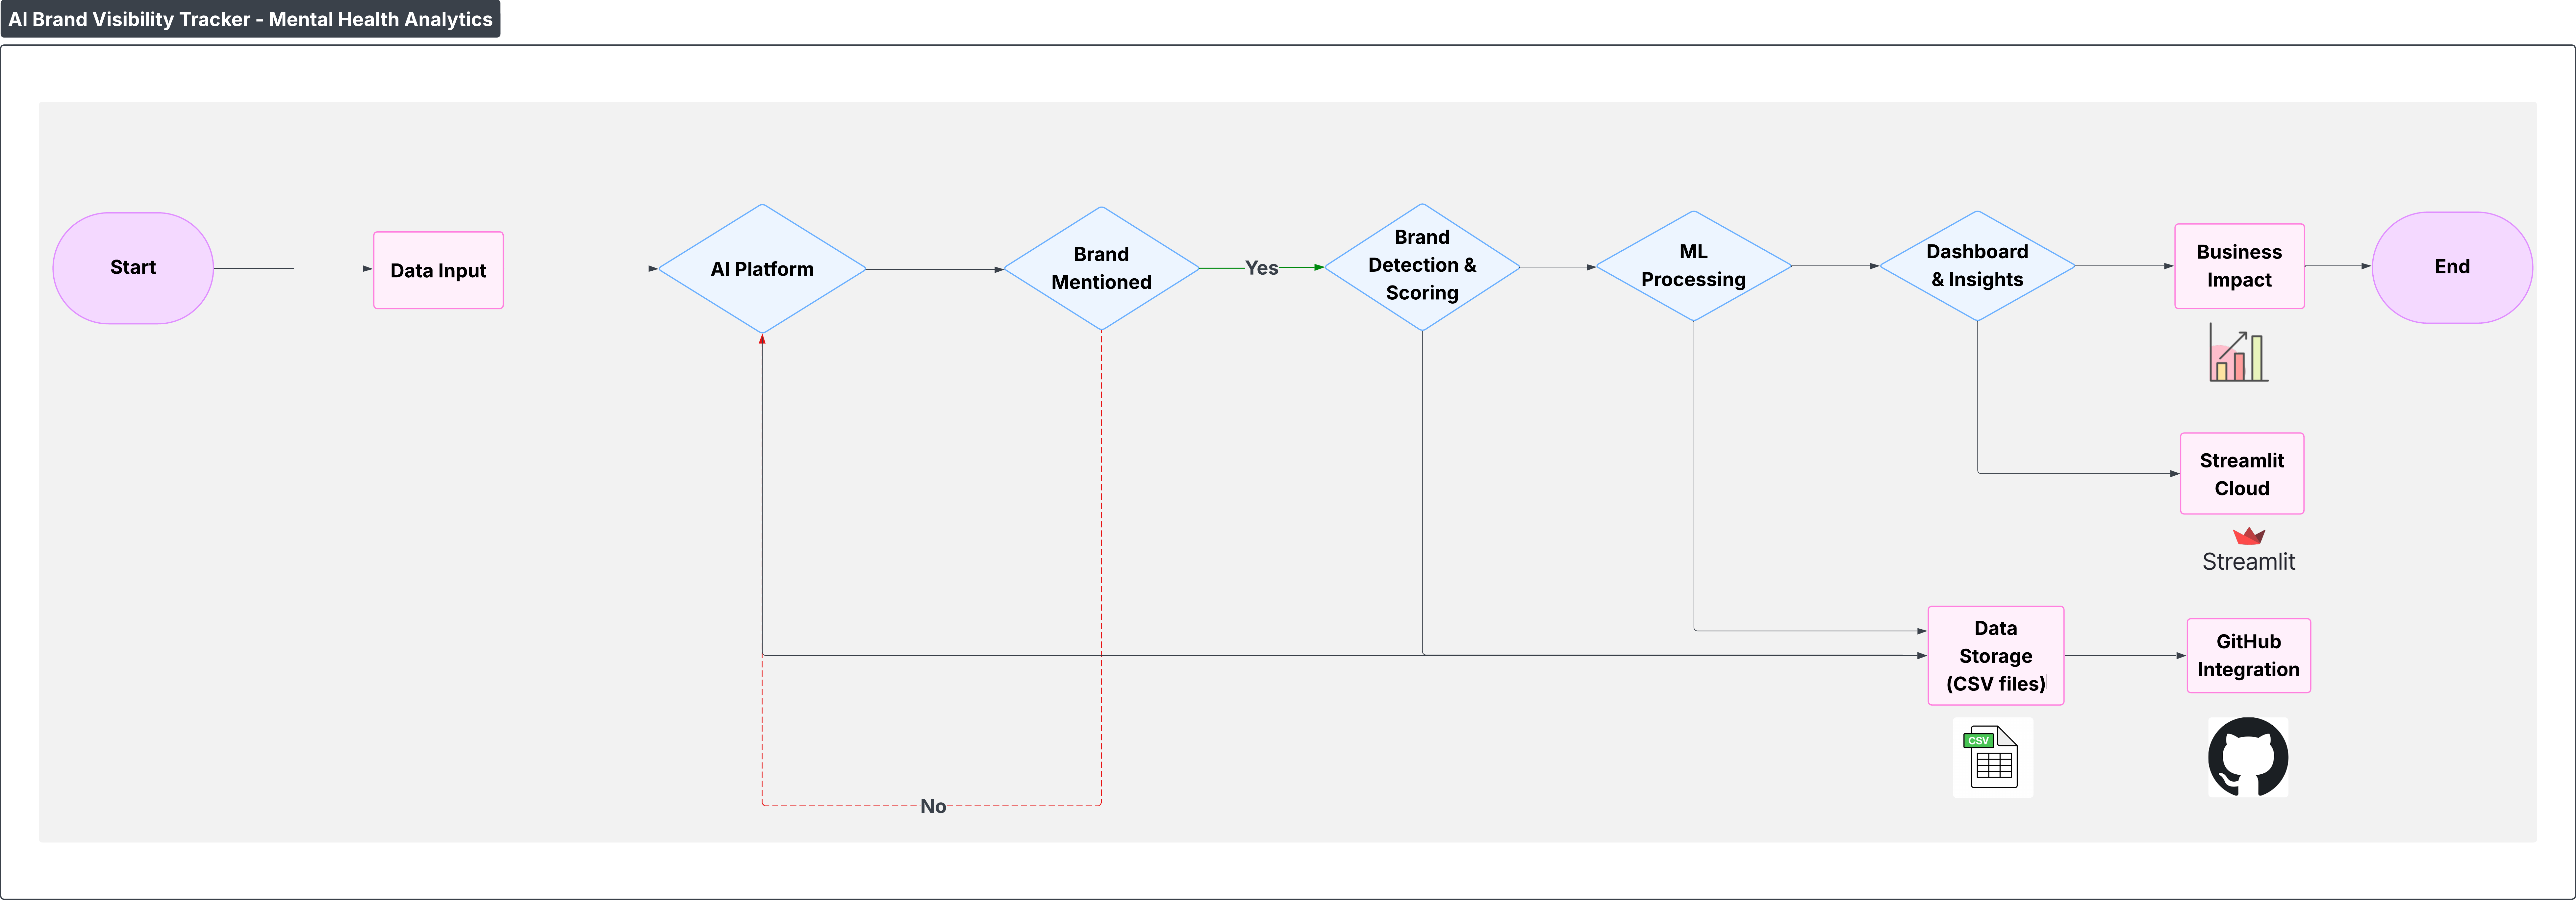 AI Brand Visibility Tracker - Mental Health Analytics
Start
Data Input
AI Platform
Brand
Mentioned
Yes
Brand
Detection &
Scoring
ML
Processing
Dashboard
& Insights
Business
Impact
End
Streamlit
Cloud
Streamlit
Data
Storage
(CSV files)
GitHub
Integration
CSV
No